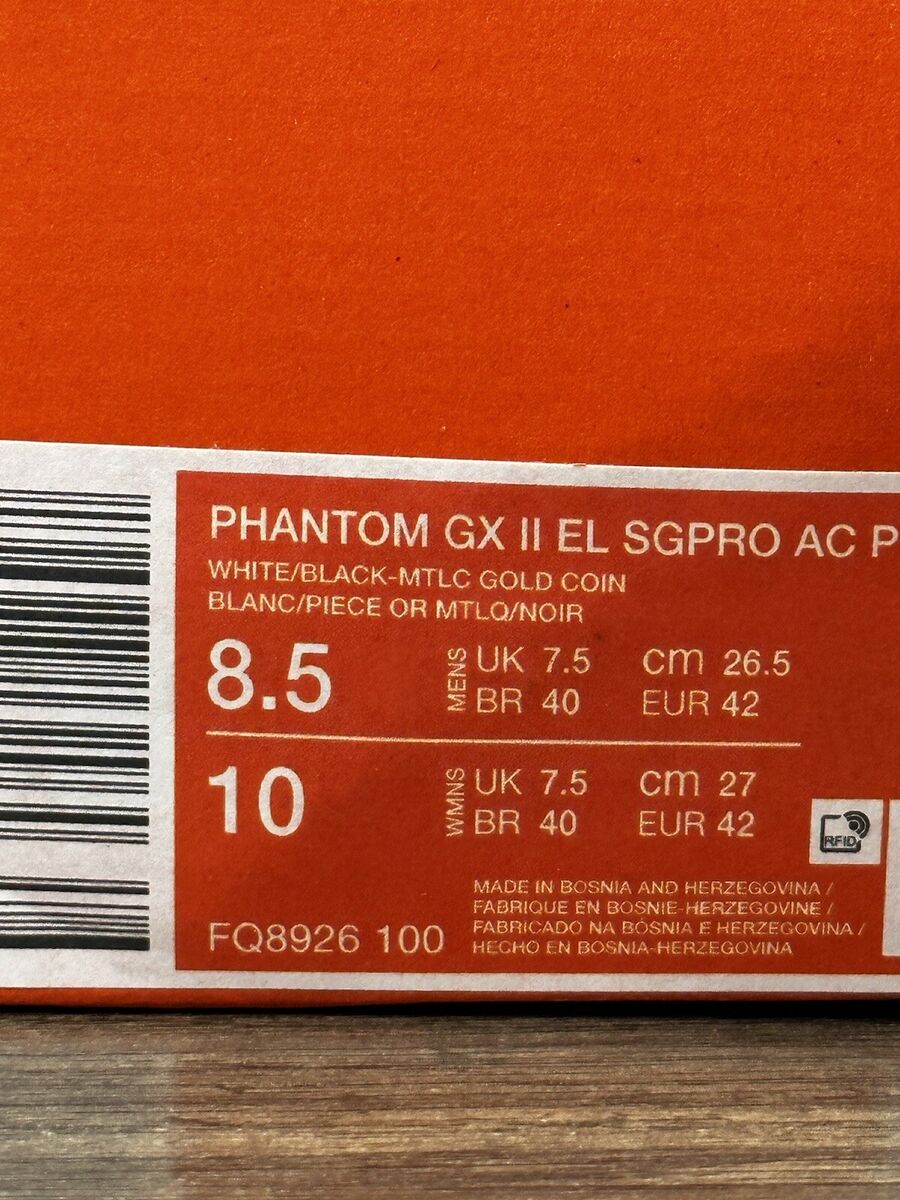 PHANTOM GX II EL SGPRO AC P
WHITE/BLACK-MTLC GOLD COIN
BLANC/PIECE OR MTLQ/NOIR
8.5 MENS UK 7.5 cm 26.5
BR 40 EUR 42
10 WMNS UK 7.5 cm 27
BR 40 EUR 42
RFID
MADE IN BOSNIA AND HERZEGOVINA /
FABRIQUE EN BOSNIE-HERZEGOVINE /
FABRICADO NA BÓSNIA E HERZEGOVINA /
HECHO EN BOSNIA-HERZEGOVINA
FQ8926 100